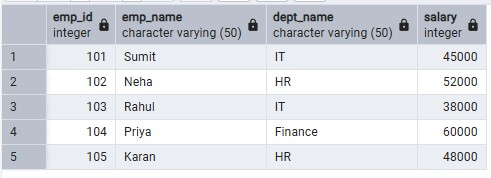 emp_id emp_name dept_name salary
integer character varying (50) character varying (50) integer
1 101 Sumit IT 45000
2 102 Neha HR 52000
3 103 Rahul IT 38000
4 104 Priya Finance 60000
5 105 Karan HR 48000